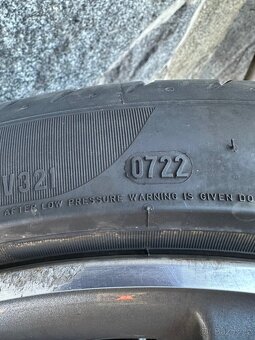 0722
V321
AFTER LOW PRESSURE WARNING IS GIVEN DO